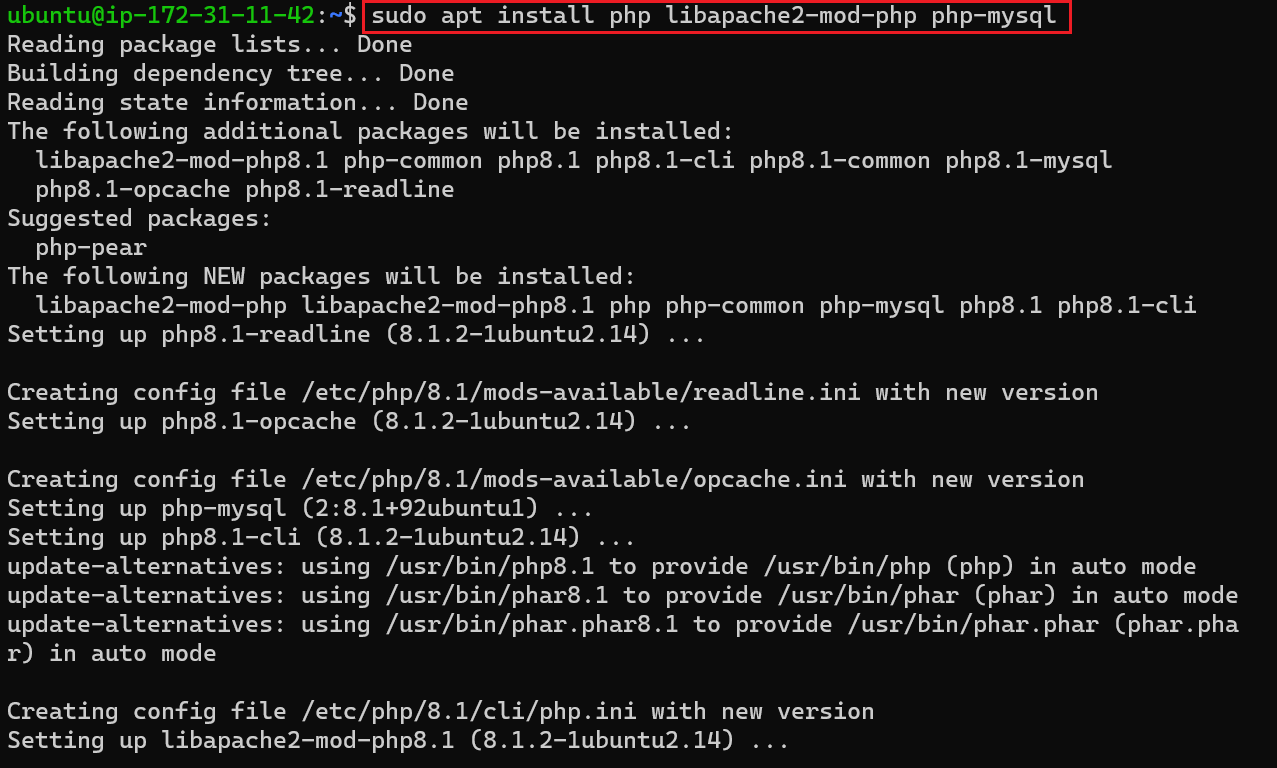 ubuntu@ip-172-31-11-42:~$ sudo apt install php libapache2-mod-php php-mysql
Reading package lists... Done
Building dependency tree... Done
Reading state information... Done
The following additional packages will be installed:
  libapache2-mod-php8.1 php-common php8.1 php8.1-cli php8.1-common php8.1-mysql
  php8.1-opcache php8.1-readline
Suggested packages:
  php-pear
The following NEW packages will be installed:
  libapache2-mod-php libapache2-mod-php8.1 php php-common php-mysql php8.1 php8.1-cli
Setting up php8.1-readline (8.1.2-1ubuntu2.14) ...

Creating config file /etc/php/8.1/mods-available/readline.ini with new version
Setting up php8.1-opcache (8.1.2-1ubuntu2.14) ...

Creating config file /etc/php/8.1/mods-available/opcache.ini with new version
Setting up php-mysql (2:8.1+92ubuntu1) ...
Setting up php8.1-cli (8.1.2-1ubuntu2.14) ...
update-alternatives: using /usr/bin/php8.1 to provide /usr/bin/php (php) in auto mode
update-alternatives: using /usr/bin/phar8.1 to provide /usr/bin/phar (phar) in auto mode
update-alternatives: using /usr/bin/phar.phar8.1 to provide /usr/bin/phar.phar (phar.pha
r) in auto mode

Creating config file /etc/php/8.1/cli/php.ini with new version
Setting up libapache2-mod-php8.1 (8.1.2-1ubuntu2.14) ...